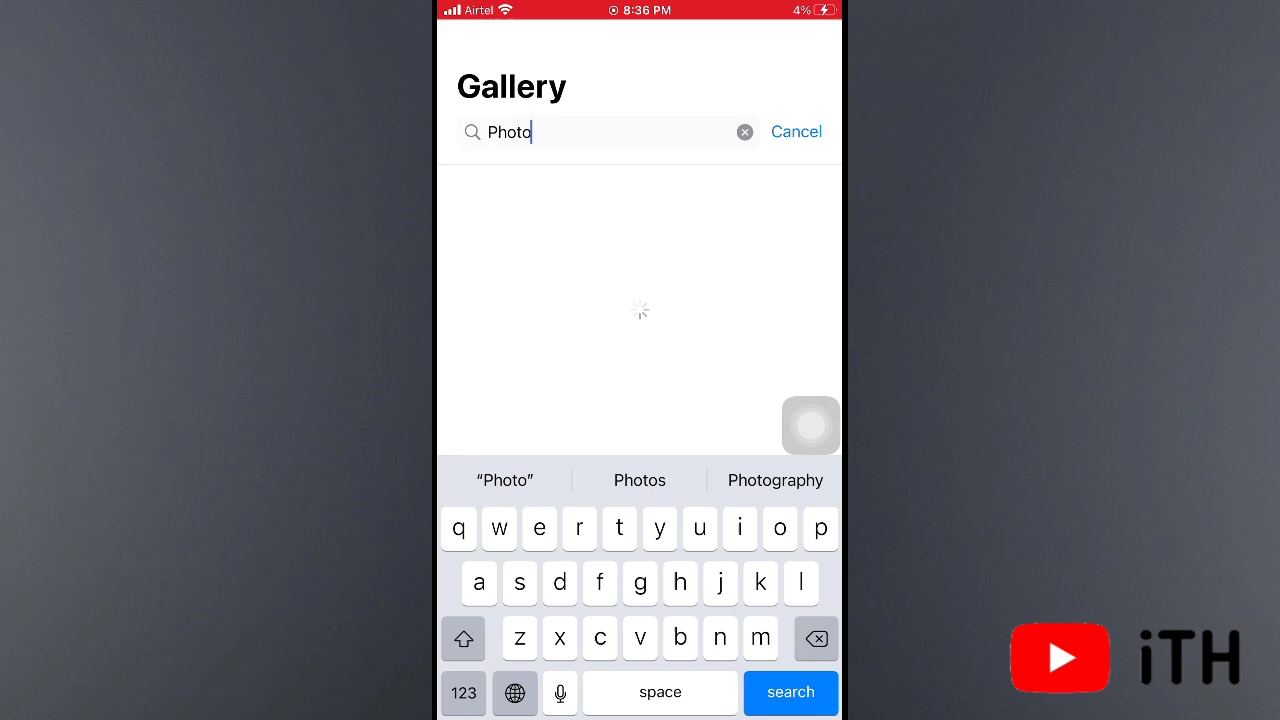 Airtel 8:36 PM 4%
Gallery
Photo Cancel
“Photo” Photos Photography
q w e r t y u i o p
a s d f g h j k l
z x c v b n m
123 space search
iTH